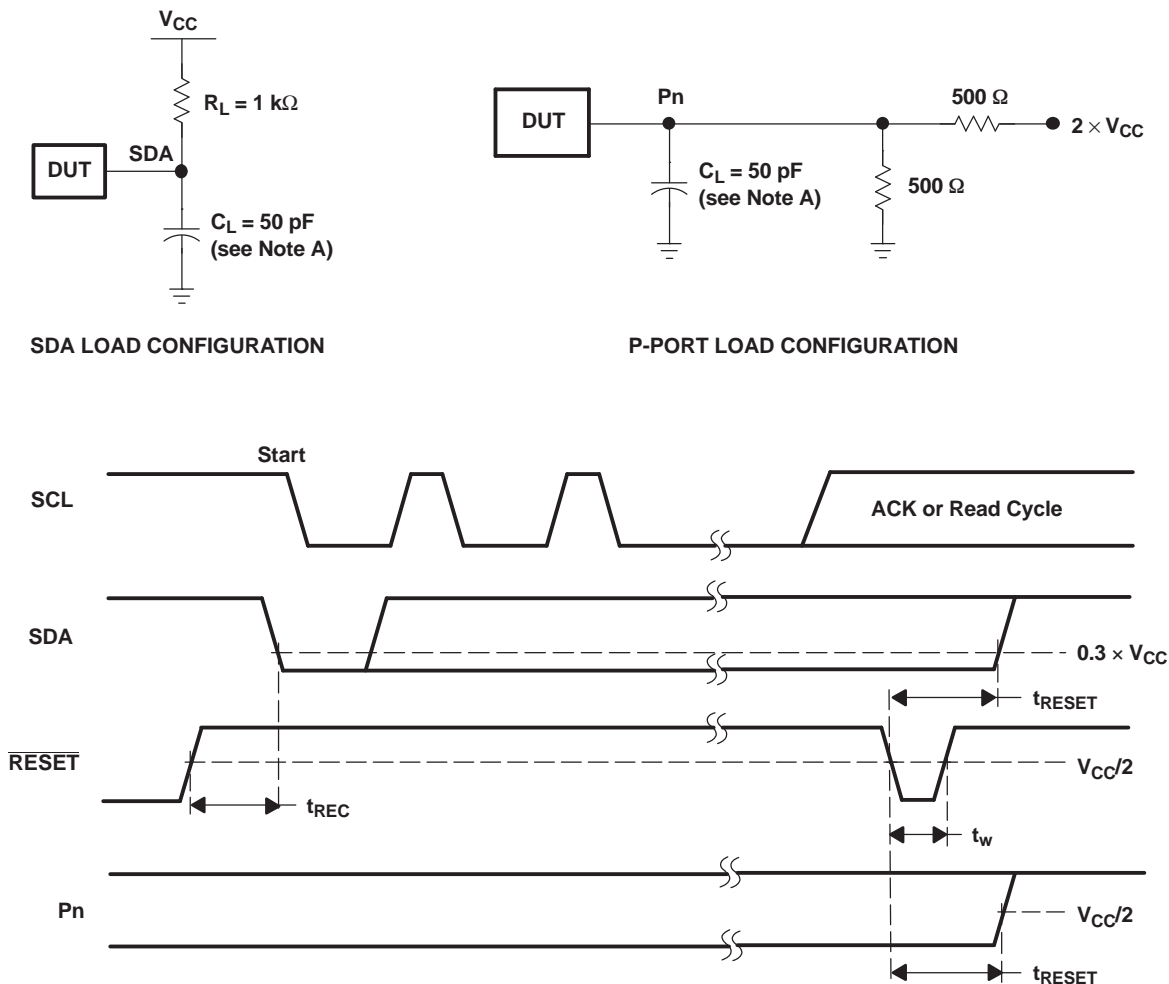 VCC
RL = 1 kΩ
DUT
SDA
CL = 50 pF
(see Note A)
SDA LOAD CONFIGURATION
DUT
Pn
500 Ω
2 × VCC
CL = 50 pF
(see Note A)
500 Ω
P-PORT LOAD CONFIGURATION
Start
SCL
ACK or Read Cycle
SDA
0.3 × VCC
tRESET
RESET
VCC/2
tREC
tw
Pn
VCC/2
tRESET